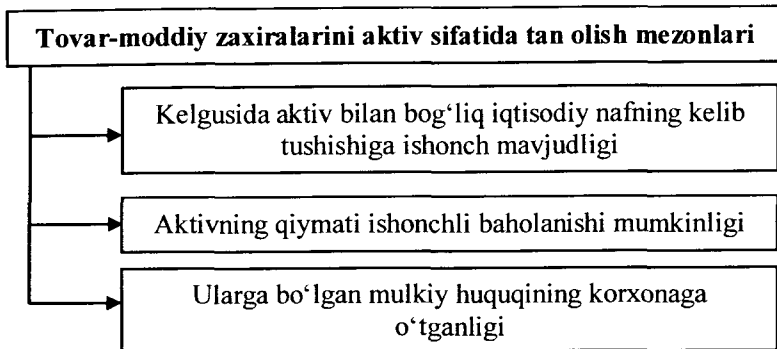 Tovar-moddiy zaxiralarini aktiv sifatida tan olish mezonlari
Kelgusida aktiv bilan bog‘liq iqtisodiy nafning kelib
tushishiga ishonch mavjudligi
Aktivning qiymati ishonchli baholanishi mumkinligi
Ularga bo‘lgan mulkiy huquqining korxonaga
o‘tganligi